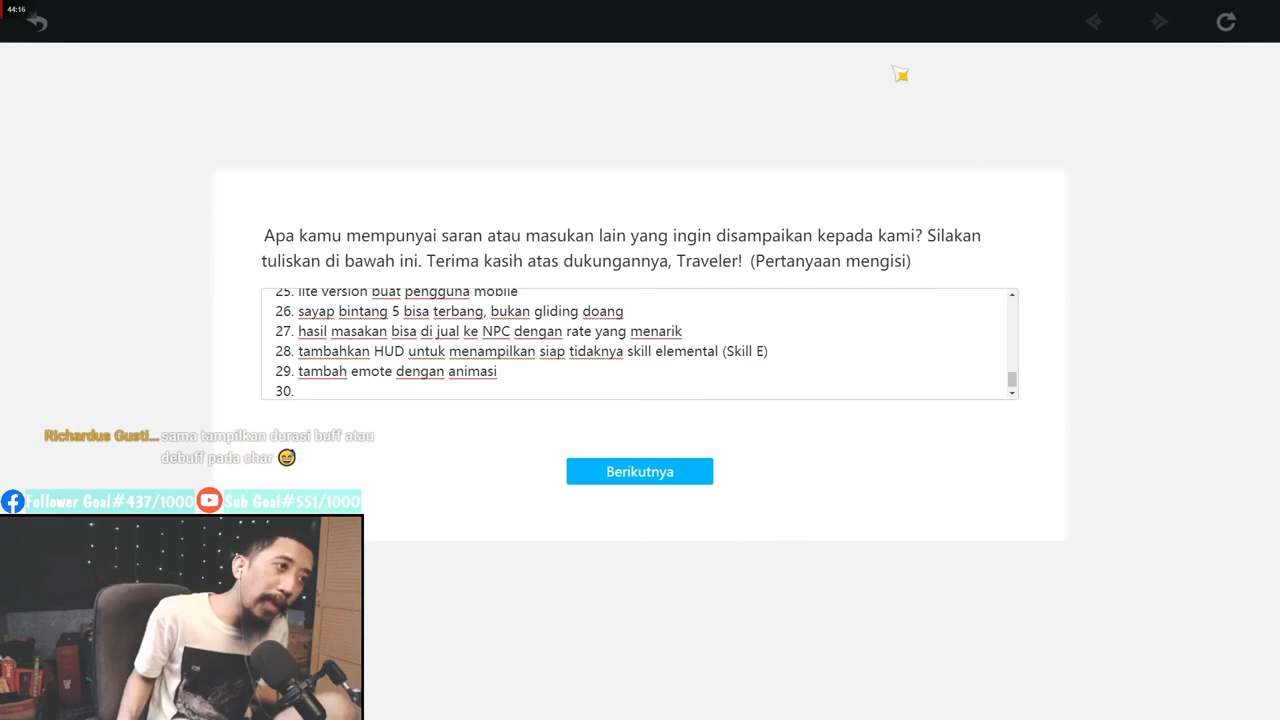 44:16
Apa kamu mempunyai saran atau masukan lain yang ingin disampaikan kepada kami? Silakan
tuliskan di bawah ini. Terima kasih atas dukungannya, Traveler! (Pertanyaan mengisi)
25. lite version buat pengguna mobile
26. sayap bintang 5 bisa terbang, bukan gliding doang
27. hasil masakan bisa di jual ke NPC dengan rate yang menarik
28. tambahkan HUD untuk menampilkan siap tidaknya skill elemental (Skill E)
29. tambah emote dengan animasi
30.
Richardus Gusti... sama tampilkan durasi buff atau
debuff pada char 😅
Berikutnya
Follower Goal#437/1000 Sub Goal#551/1000